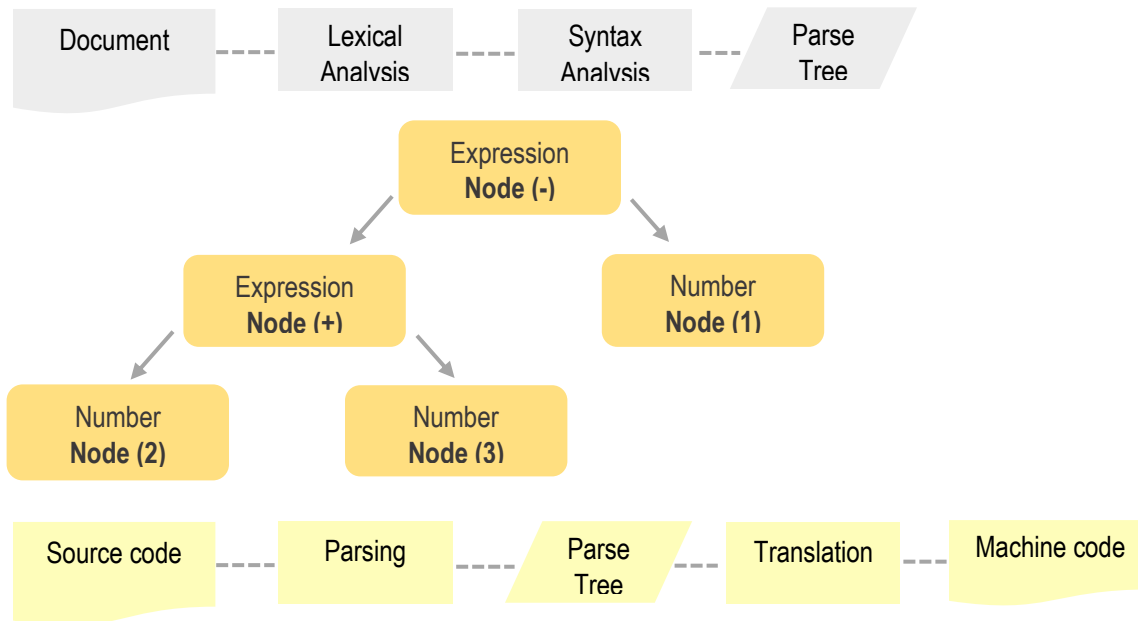 Document
Lexical
Analysis
Syntax
Analysis
Parse
Tree
Expression
Node (-)
Expression
Node (+)
Number
Node (1)
Number
Node (2)
Number
Node (3)
Source code
Parsing
Parse
Tree
Translation
Machine code